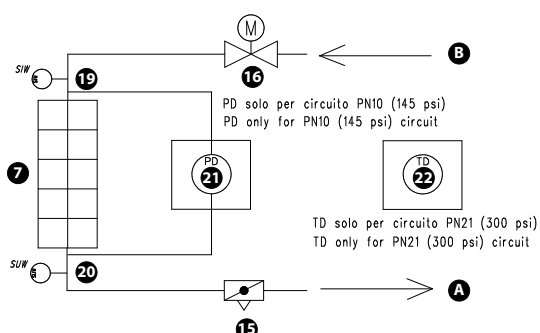 M
B
SIW
19
16
PD solo per circuito PN10 (145 psi)
PD only for PN10 (145 psi) circuit
7
PD
21
TD
22
TD solo per circuito PN21 (300 psi)
TD only for PN21 (300 psi) circuit
SUW
20
A
15